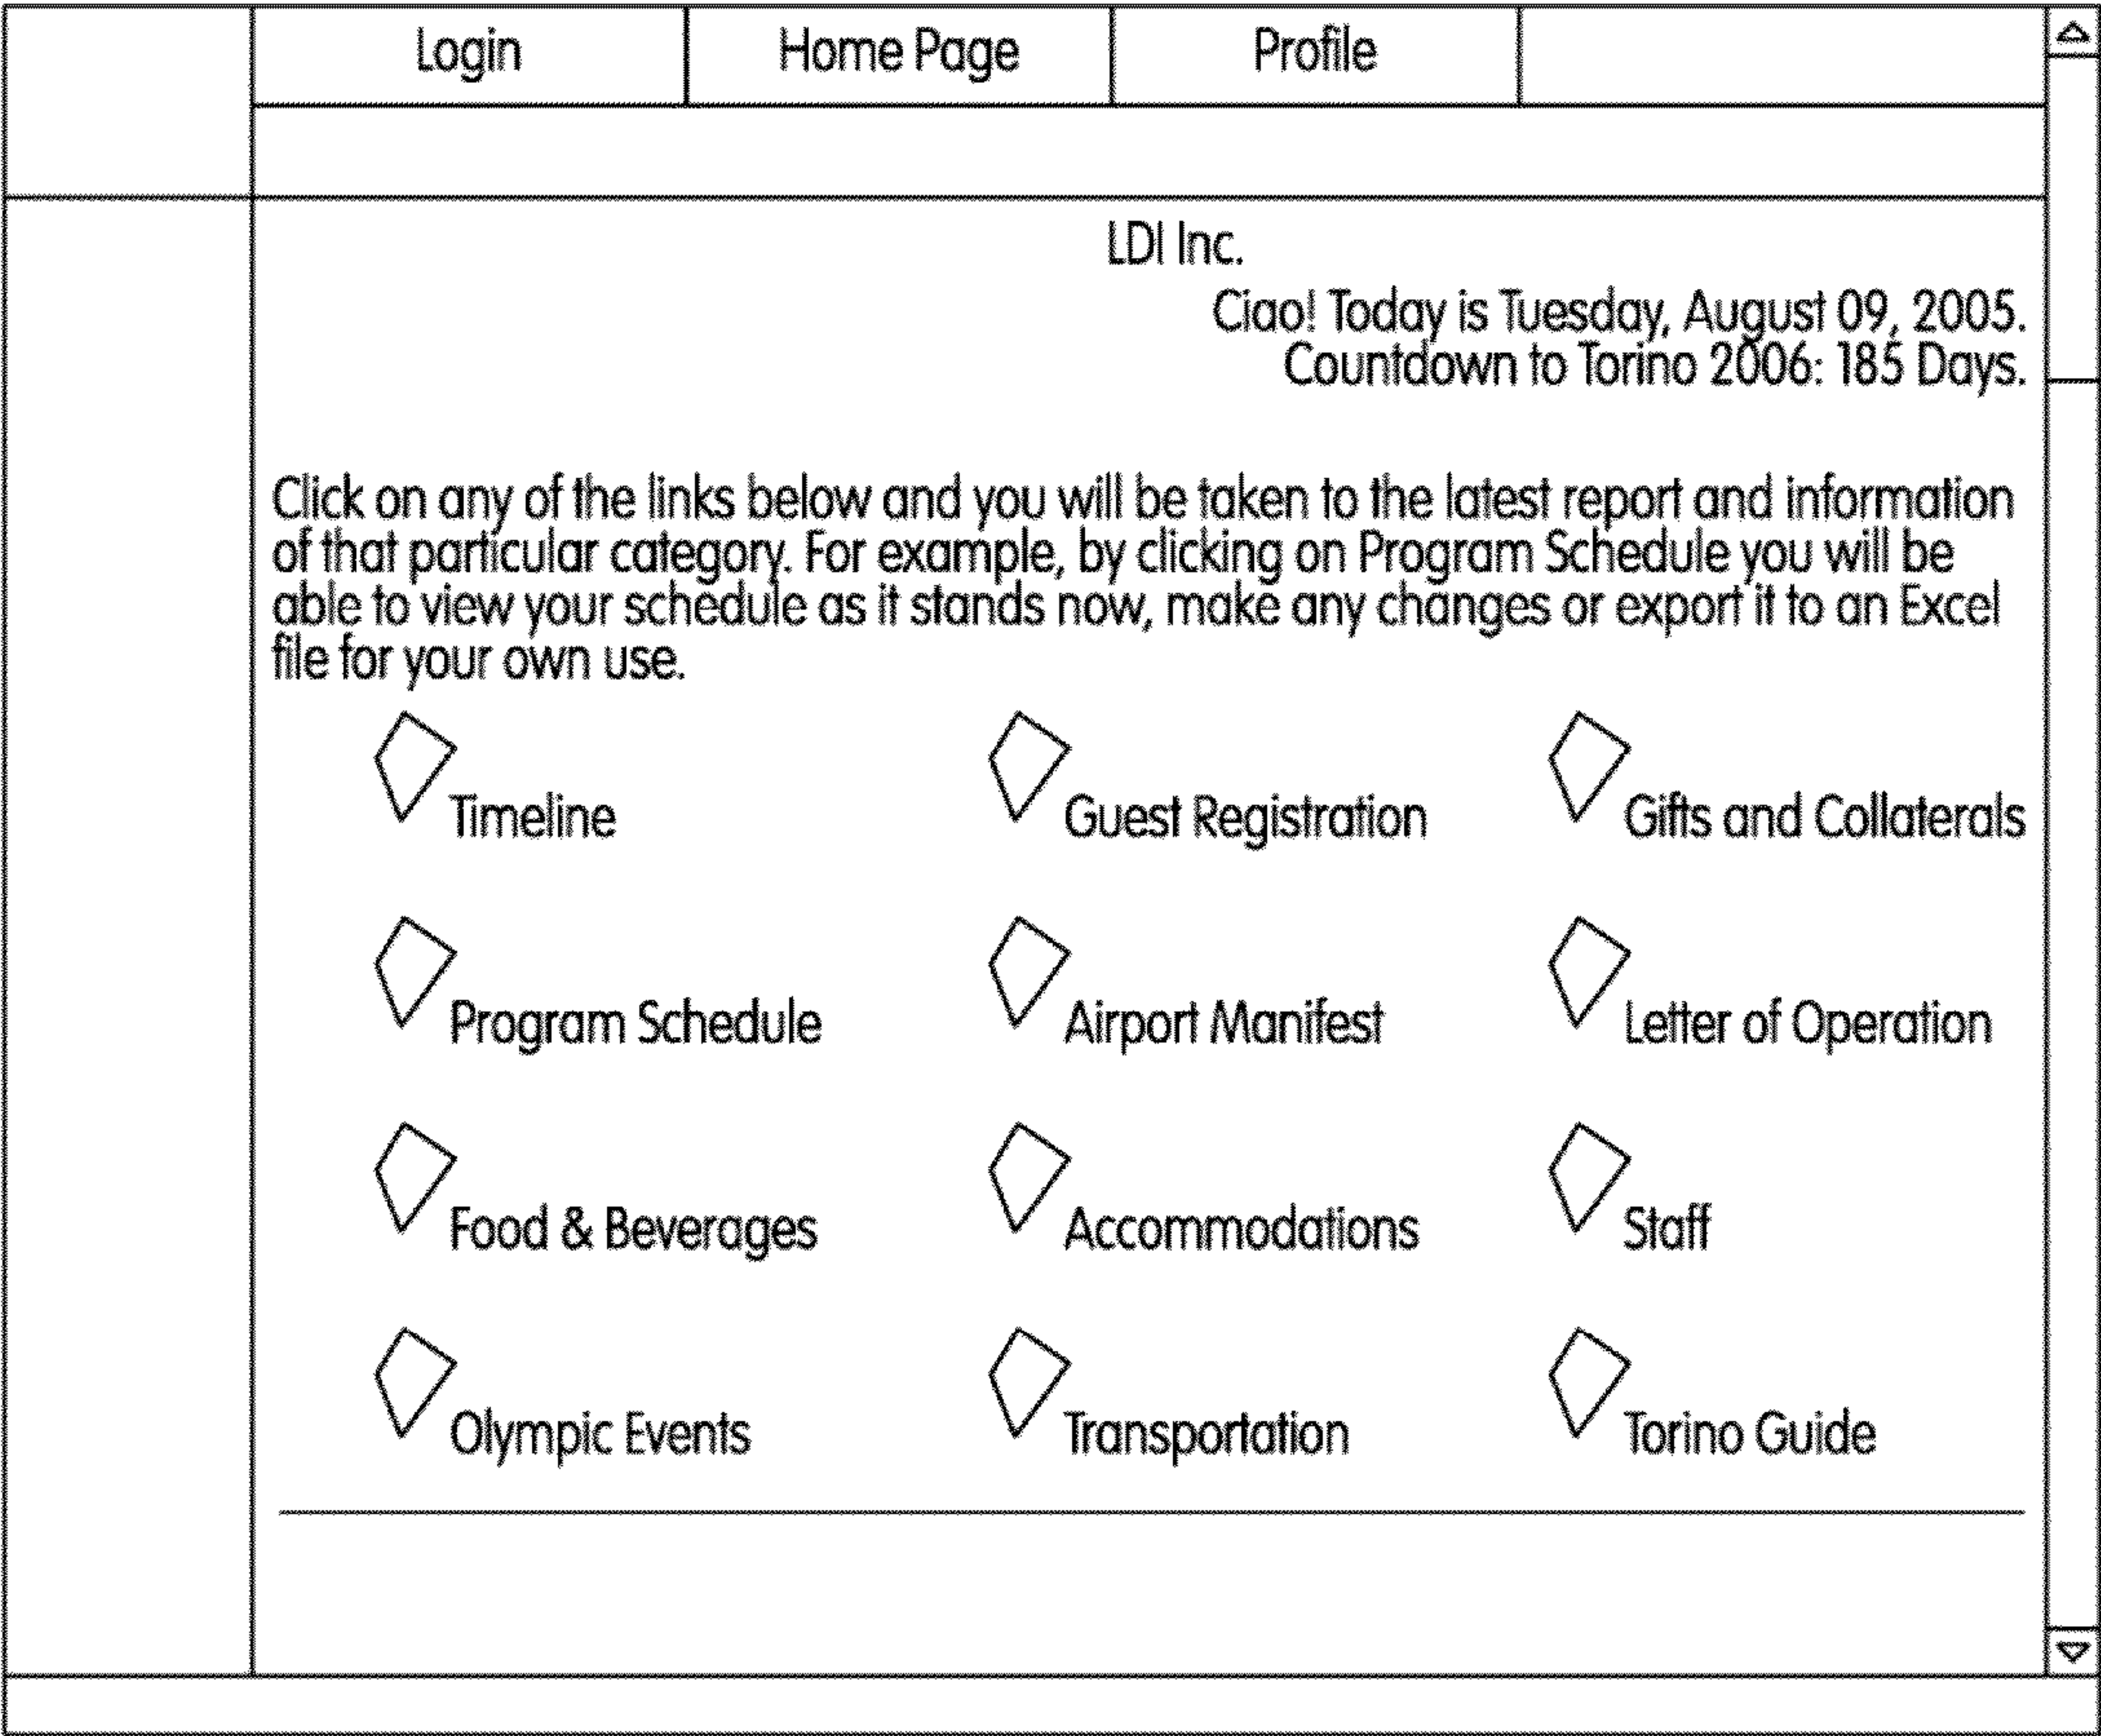 Login Home Page Profile
LDI Inc.
Ciao! Today is Tuesday, August 09, 2005.
Countdown to Torino 2006: 185 Days.
Click on any of the links below and you will be taken to the latest report and information
of that particular category. For example, by clicking on Program Schedule you will be
able to view your schedule as it stands now, make any changes or export it to an Excel
file for your own use.
Timeline Guest Registration Gifts and Collaterals
Program Schedule Airport Manifest Letter of Operation
Food & Beverages Accommodations Staff
Olympic Events Transportation Torino Guide